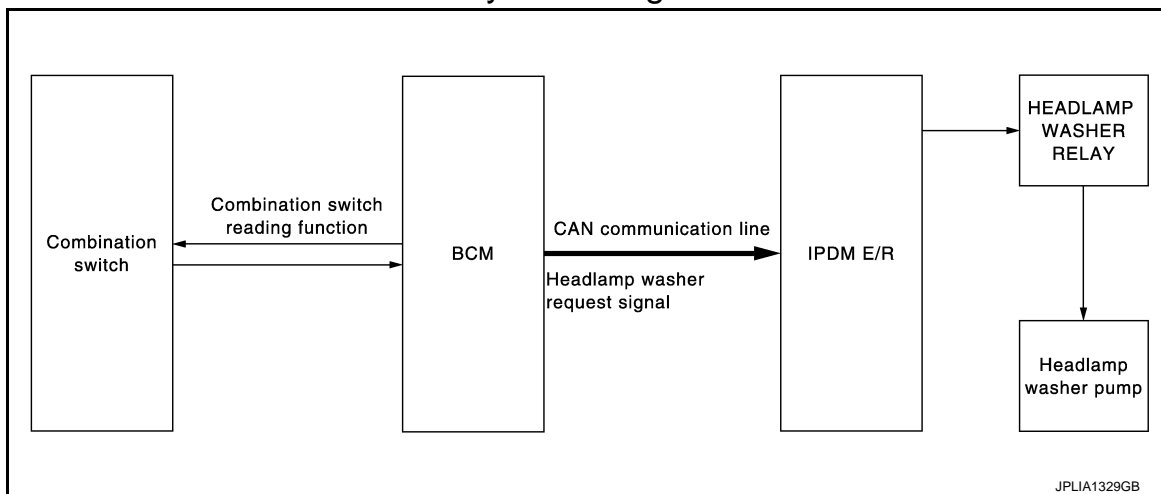 Combination
switch
Combination switch
reading function
BCM
CAN communication line
Headlamp washer
request signal
IPDM E/R
HEADLAMP
WASHER
RELAY
Headlamp
washer pump
JPLIA1329GB